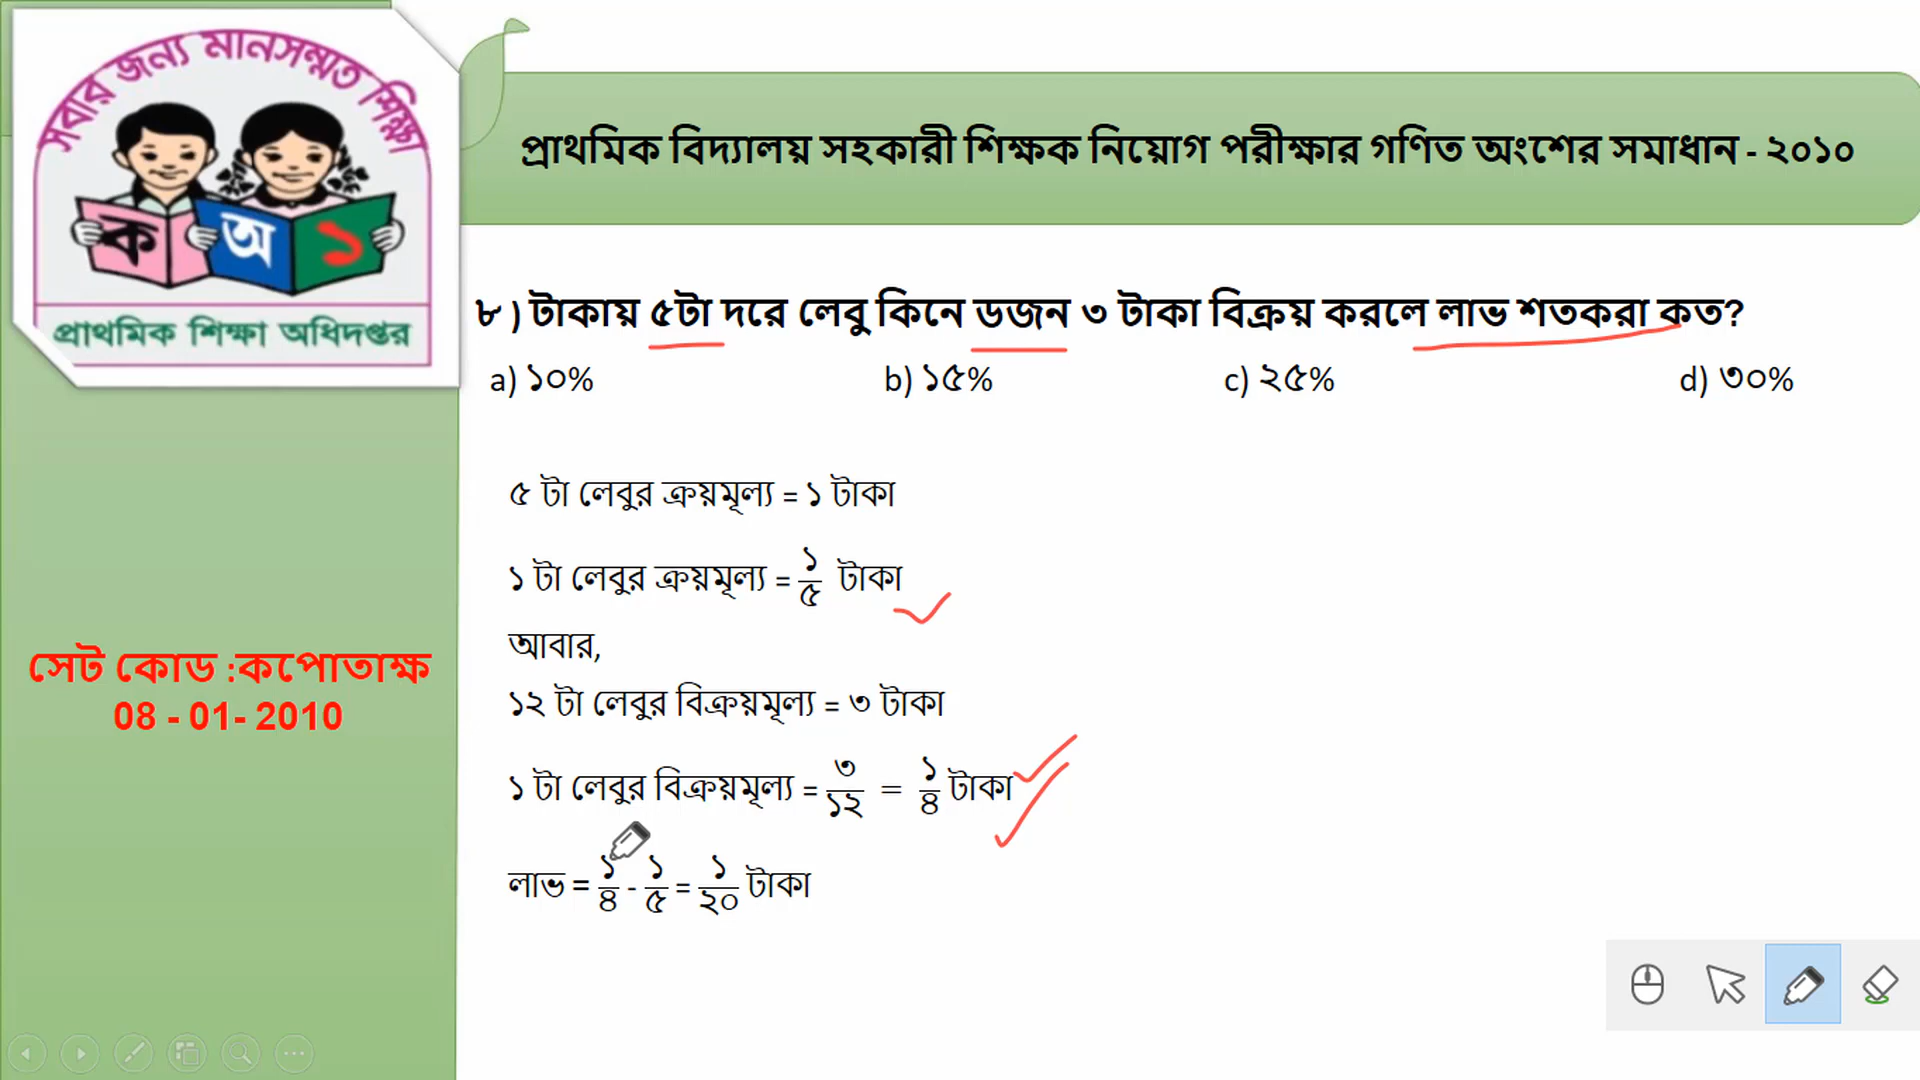 সবার জন্য মানসম্মত শিক্ষা
ক অ ১
প্রাথমিক শিক্ষা অধিদপ্তর
প্রাথমিক বিদ্যালয় সহকারী শিক্ষক নিয়োগ পরীক্ষার গণিত অংশের সমাধান - ২০১০
৮ ) টাকায় ৫টা দরে লেবু কিনে ডজন ৩ টাকা বিক্রয় করলে লাভ শতকরা কত?
a) ১০% b) ১৫% c) ২৫% d) ৩০%
৫ টা লেবুর ক্রয়মূল্য = ১ টাকা
১ টা লেবুর ক্রয়মূল্য = ১/৫ টাকা
আবার,
১২ টা লেবুর বিক্রয়মূল্য = ৩ টাকা
১ টা লেবুর বিক্রয়মূল্য = ৩/১২ = ১/৪ টাকা
লাভ = ১/৪ - ১/৫ = ১/২০ টাকা
সেট কোড :কপোতাক্ষ
08 - 01- 2010